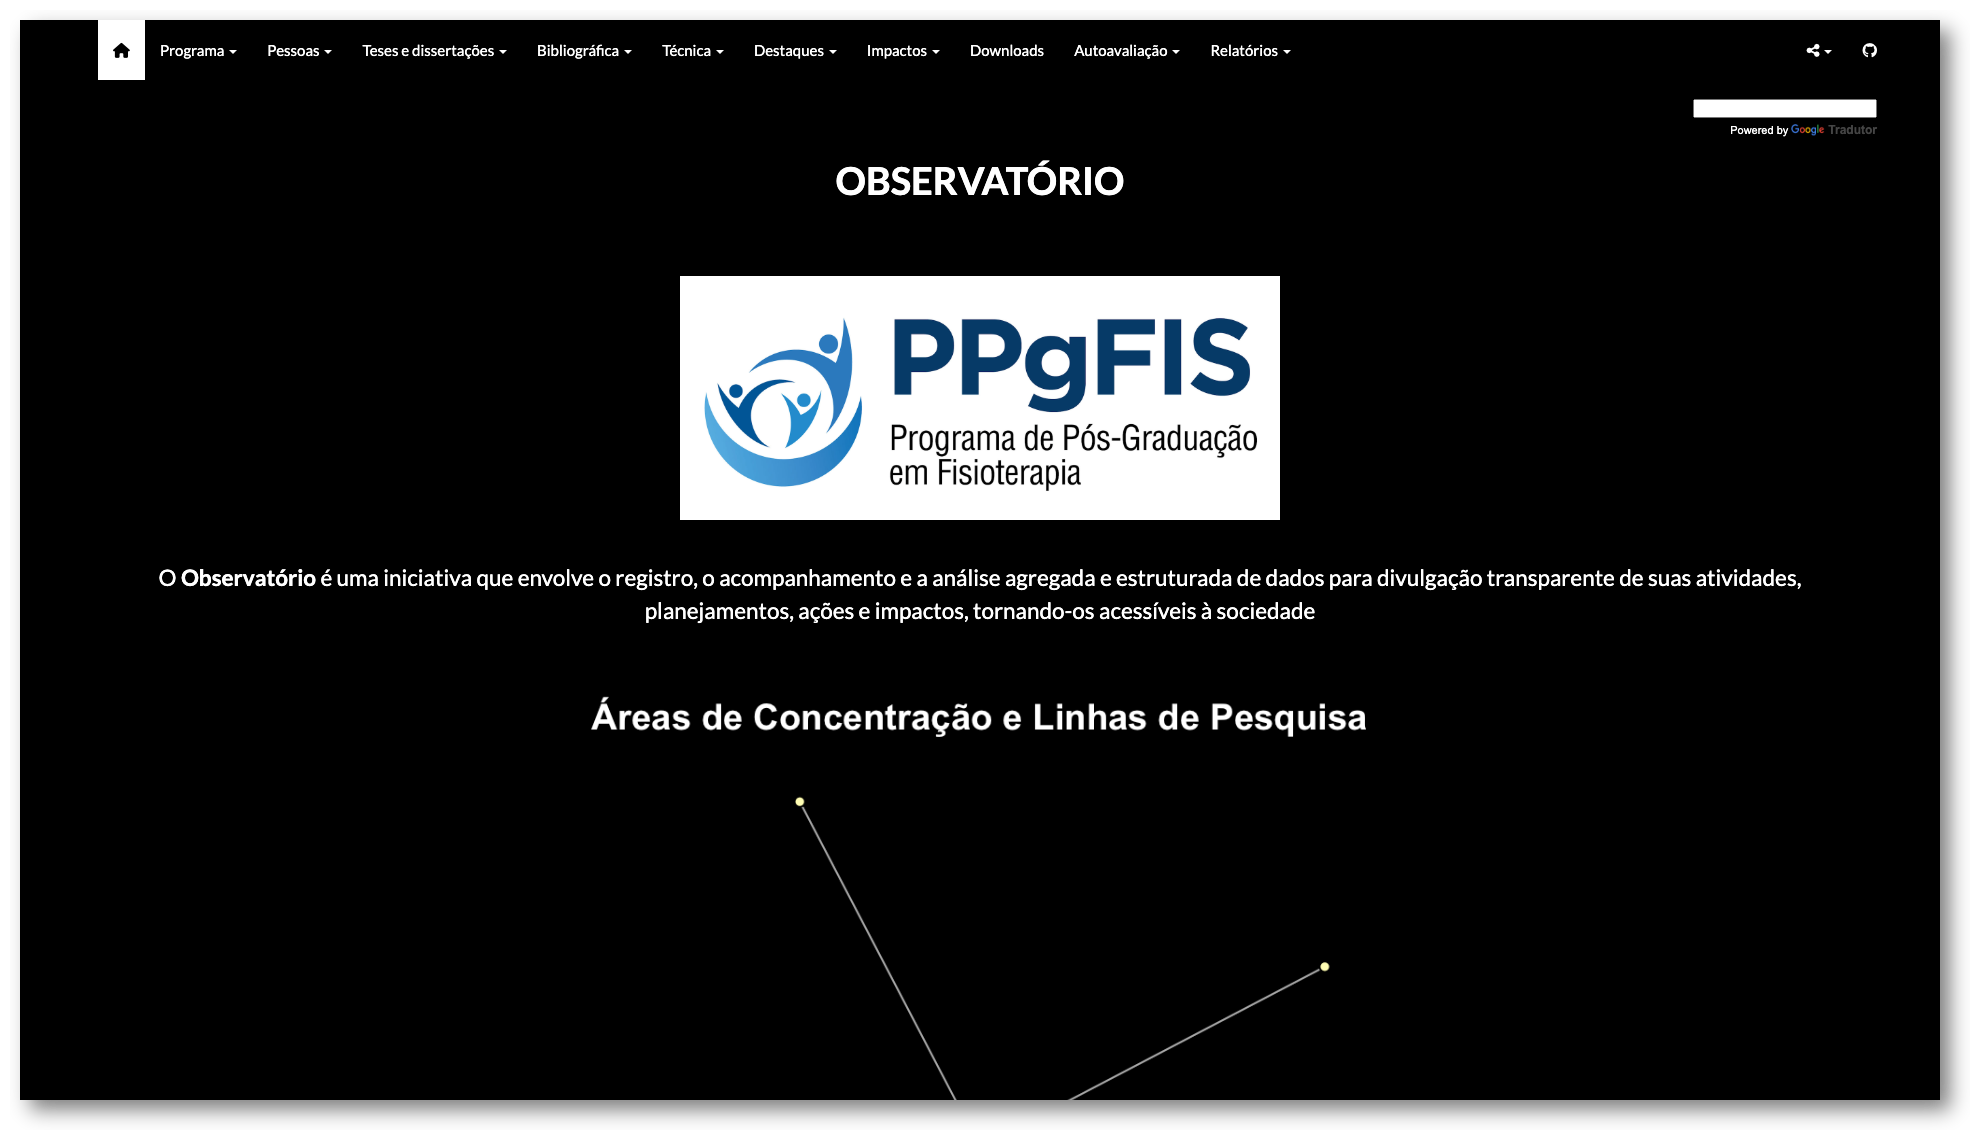 Programa Pessoas Teses e dissertações Bibliográfica Técnica Destaques Impactos Downloads Autoavaliação Relatórios
Powered by Google Tradutor
OBSERVATÓRIO
PPgFIS
Programa de Pós-Graduação
em Fisioterapia
O Observatório é uma iniciativa que envolve o registro, o acompanhamento e a análise agregada e estruturada de dados para divulgação transparente de suas atividades,
planejamentos, ações e impactos, tornando-os acessíveis à sociedade
Áreas de Concentração e Linhas de Pesquisa